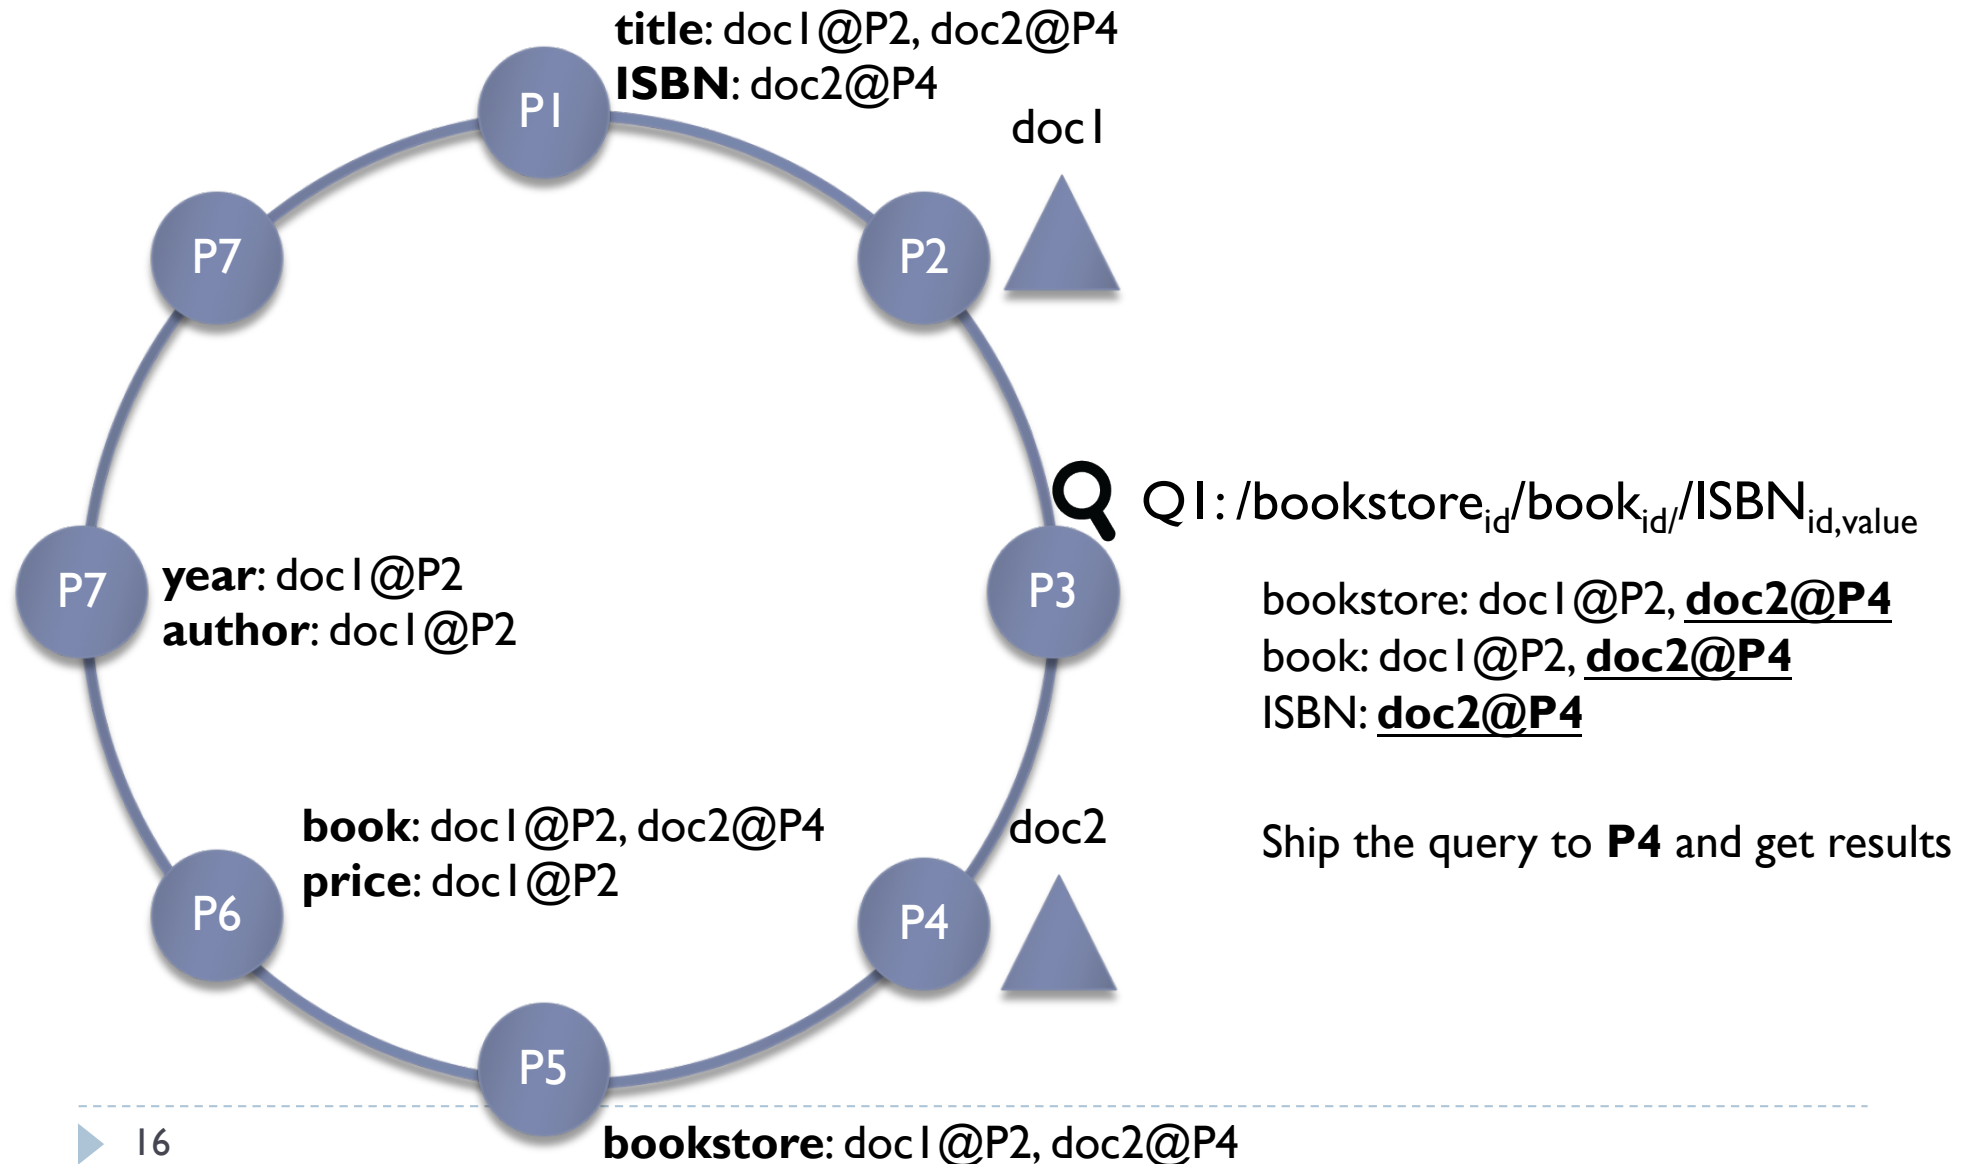 title: doc1@P2, doc2@P4
ISBN: doc2@P4
P1
doc1
P7
P2
Q1: /bookstore_id/book_id//ISBN_id,value
P7
year: doc1@P2
author: doc1@P2
P3
bookstore: doc1@P2, doc2@P4
book: doc1@P2, doc2@P4
ISBN: doc2@P4
book: doc1@P2, doc2@P4
price: doc1@P2
doc2
Ship the query to P4 and get results
P6
P4
P5
16
bookstore: doc1@P2, doc2@P4